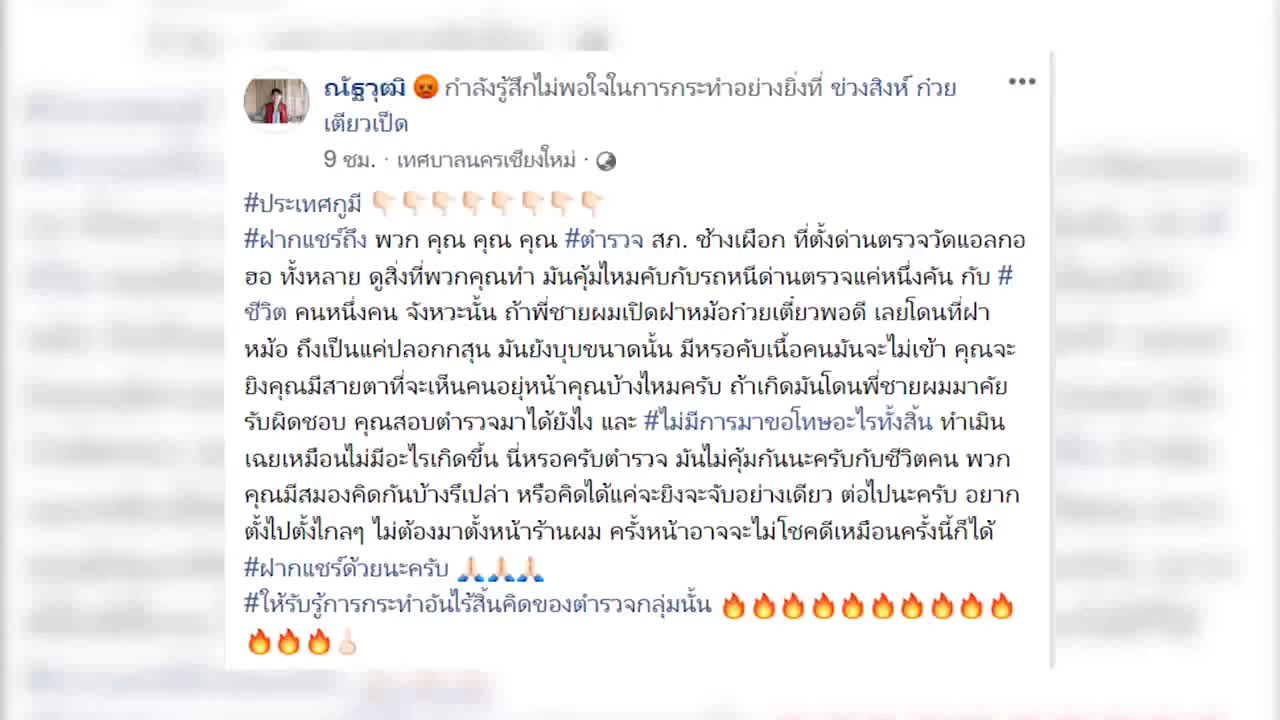 ณัฐวุฒิ 😡 กำลังรู้สึกไม่พอใจในการกระทำอย่างยิ่งที่ ข่วงสิงห์ ก๋วย
เตียวเป็ด
9 ชม. · เทศบาลนครเชียงใหม่ ·
#ประเทศกูมี 👇🏻👇🏻👇🏻👇🏻👇🏻👇🏻👇🏻👇🏻
#ฝากแชร์ถึง พวก คุณ คุณ คุณ #ตำรวจ สภ. ช้างเผือก ที่ตั้งด่านตรวจวัดแอลกอ
ฮอ ทั้งหลาย ดูสิ่งที่พวกคุณทำ มันคุ้มไหมคับกับรถหนีด่านตรวจแค่หนึ่งคัน กับ #
ชีวิต คนหนึ่งคน จังหวะนั้น ถ้าพี่ชายผมเปิดฝาหม้อก๋วยเตี๋ยวพอดี เลยโดนที่ฝา
หม้อ ถึงเป็นแค่ปลอกกสุน มันยังบุบขนาดนั้น มีหรอคับเนื้อคนมันจะไม่เข้า คุณจะ
ยิงคุณมีสายตาที่จะเห็นคนอยุ่หน้าคุณบ้างไหมครับ ถ้าเกิดมันโดนพี่ชายผมมาคัย
รับผิดชอบ คุณสอบตำรวจมาได้ยังไง และ #ไม่มีการมาขอโทษอะไรทั้งสิ้น ทำเมิน
เฉยเหมือนไม่มีอะไรเกิดขึ้น นี่หรอครับตำรวจ มันไม่คุ้มกันนะครับกับชีวิตคน พวก
คุณมีสมองคิดกันบ้างรึเปล่า หรือคิดได้แค่จะยิงจะจับอย่างเดียว ต่อไปนะครับ อยาก
ตั้งไปตั้งไกลๆ ไม่ต้องมาตั้งหน้าร้านผม ครั้งหน้าอาจจะไม่โชคดีเหมือนครั้งนี้ก็ได้
#ฝากแชร์ด้วยนะครับ 🙏🏻🙏🏻🙏🏻
#ให้รับรู้การกระทำอันไร้สิ้นคิดของตำรวจกลุ่มนั้น 🔥🔥🔥🔥🔥🔥🔥🔥🔥🔥
🔥🔥🔥🖕🏻